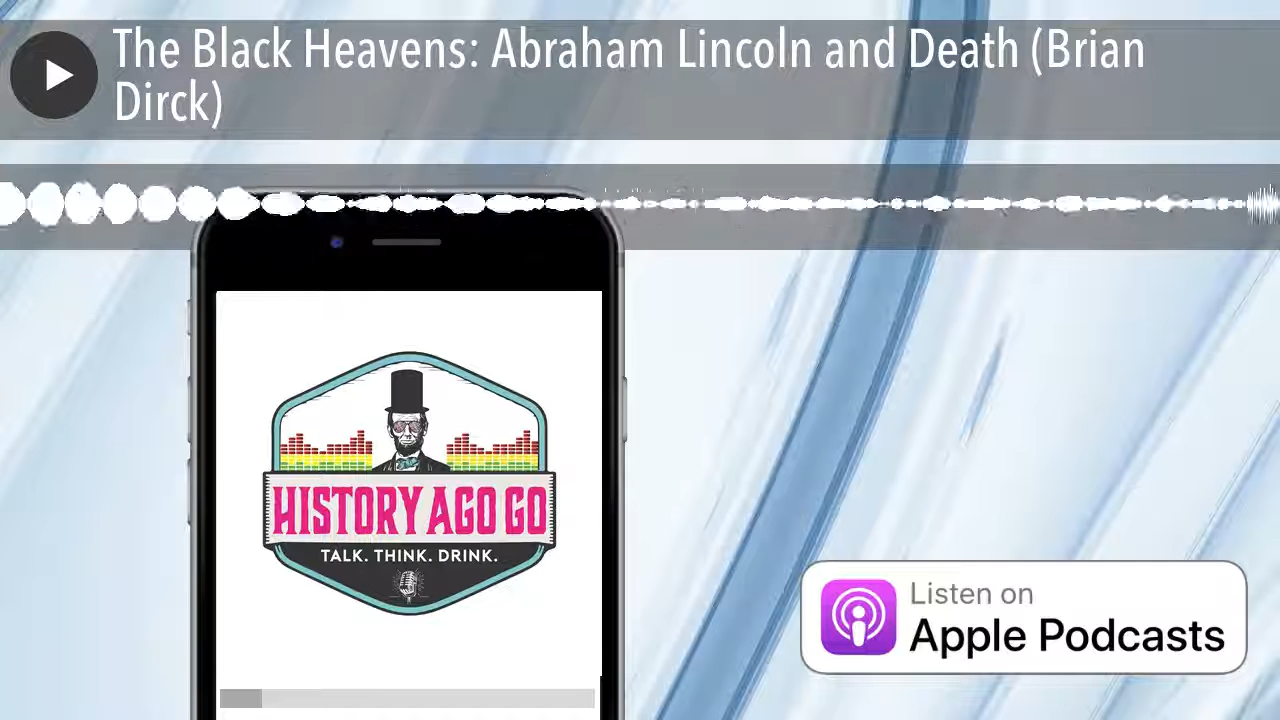 The Black Heavens: Abraham Lincoln and Death (Brian
Dirck)
HISTORY AGO GO
TALK. THINK. DRINK.
Listen on
Apple Podcasts